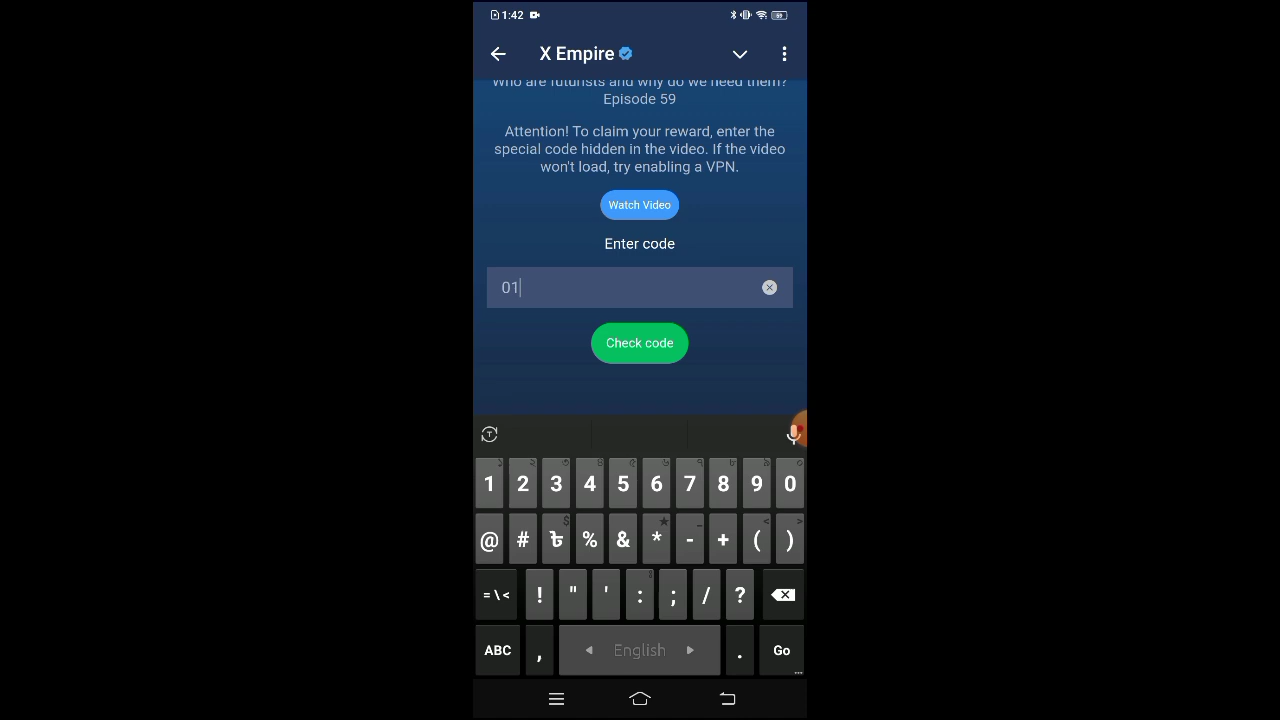 1:42
59
X Empire
Who are futurists and why do we need them?
Episode 59
Attention! To claim your reward, enter the
special code hidden in the video. If the video
won't load, try enabling a VPN.
Watch Video
Enter code
01
Check code
1 2 3 4 5 6 7 8 9 0
@ # ৳ % & * - + ( )
= \ < ! " ' : ; / ?
ABC , English . Go